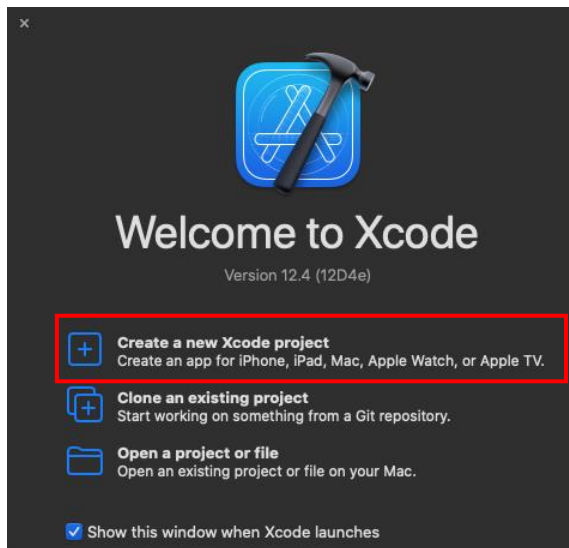 Welcome to Xcode
Version 12.4 (12D4e)
Create a new Xcode project
Create an app for iPhone, iPad, Mac, Apple Watch, or Apple TV.
Clone an existing project
Start working on something from a Git repository.
Open a project or file
Open an existing project or file on your Mac.
Show this window when Xcode launches